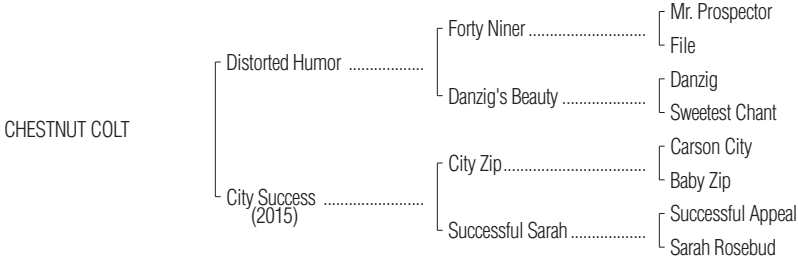 Mr. Prospector
Forty Niner ............................
File
Distorted Humor ..................
Danzig
Danzig's Beauty ....................
Sweetest Chant
CHESTNUT COLT
Carson City
City Zip..................................
Baby Zip
City Success ........................
(2015)
Successful Appeal
Successful Sarah ..................
Sarah Rosebud